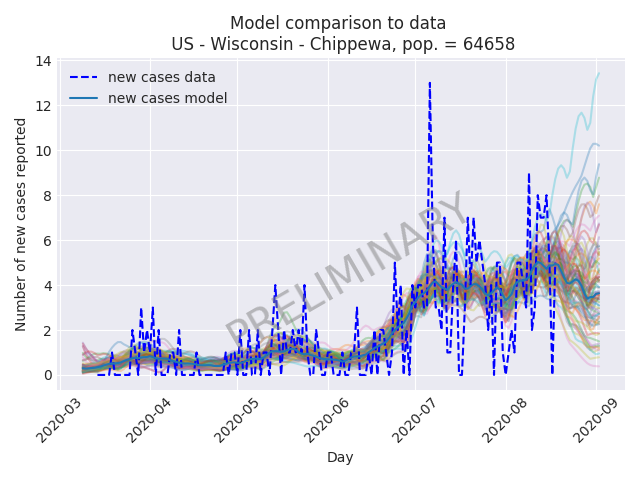 Model comparison to data
US - Wisconsin - Chippewa, pop. = 64658
new cases data
new cases model
PRELIMINARY
Number of new cases reported
14
12
10
8
6
4
2
0
2020-03
2020-04
2020-05
2020-06
2020-07
2020-08
2020-09
Day